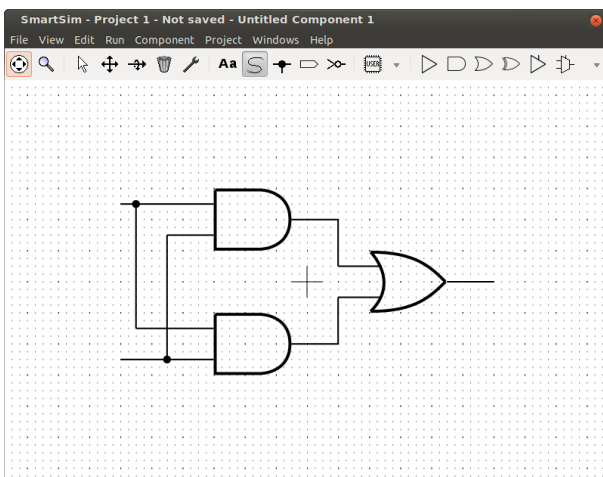 SmartSim - Project 1 - Not saved - Untitled Component 1
File View Edit Run Component Project Windows Help
Aa USER